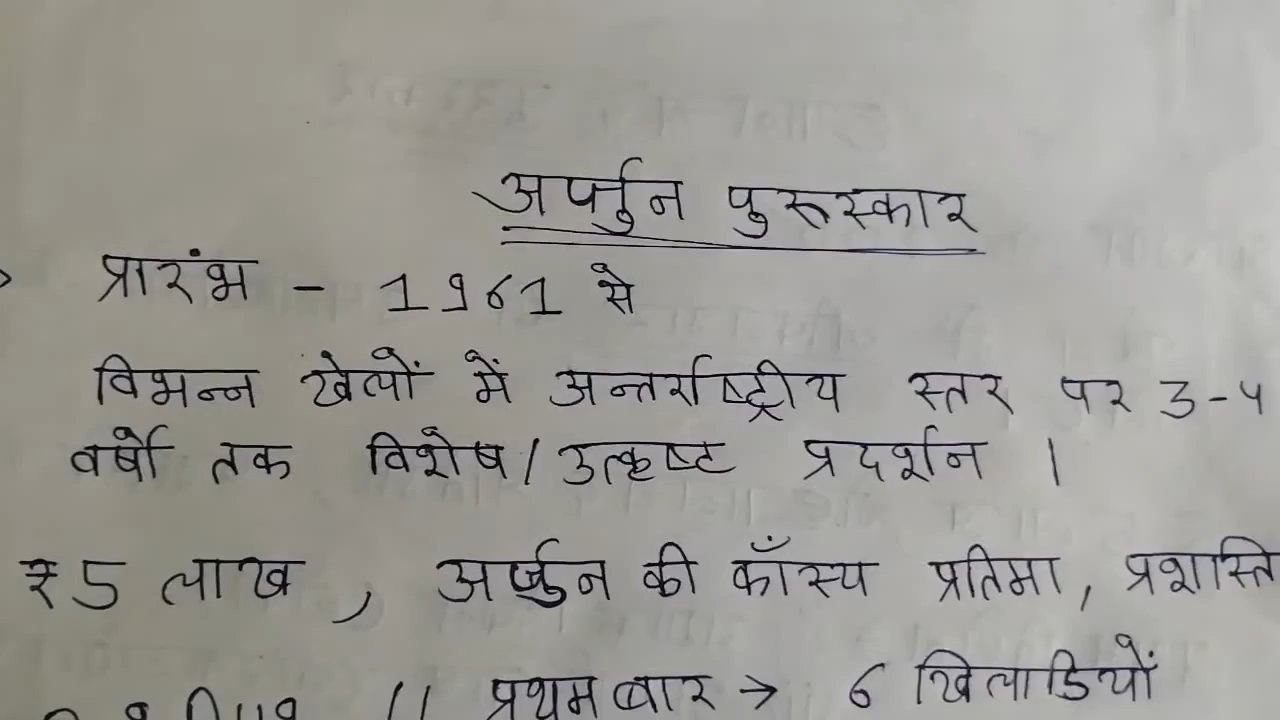 अर्जुन पुरूस्कार
प्रारंभ - 1961 से
विभन्न खेलों में अन्तर्राष्ट्रीय स्तर पर 3-4
वर्षो तक विशेष/उत्कृष्ट प्रदर्शन ।
₹5 लाख , अर्जुन की काँस्य प्रतिमा, प्रशस्ति
प्रथम बार → 6 खिलाडियों